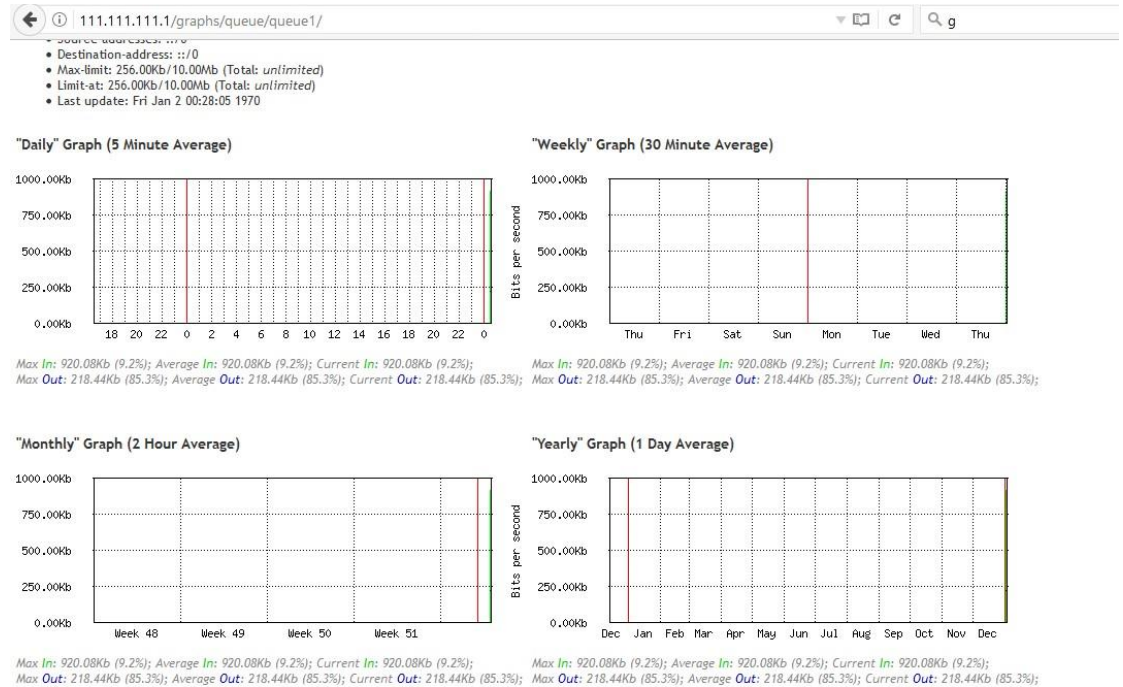 111.111.111.1/graphs/queue/queue1/
g
Source-addresses: ::/0
Destination-address: ::/0
Max-limit: 256.00Kb/10.00Mb (Total: unlimited)
Limit-at: 256.00Kb/10.00Mb (Total: unlimited)
Last update: Fri Jan 2 00:28:05 1970
"Daily" Graph (5 Minute Average)
1000.00Kb
750.00Kb
500.00Kb
250.00Kb
0.00Kb
18 20 22 0 2 4 6 8 10 12 14 16 18 20 22 0
Max In: 920.08Kb (9.2%); Average In: 920.08Kb (9.2%); Current In: 920.08Kb (9.2%);
Max Out: 218.44Kb (85.3%); Average Out: 218.44Kb (85.3%); Current Out: 218.44Kb (85.3%);
"Weekly" Graph (30 Minute Average)
Bits per second
1000.00Kb
750.00Kb
500.00Kb
250.00Kb
0.00Kb
Thu Fri Sat Sun Mon Tue Wed Thu
Max In: 920.08Kb (9.2%); Average In: 920.08Kb (9.2%); Current In: 920.08Kb (9.2%);
Max Out: 218.44Kb (85.3%); Average Out: 218.44Kb (85.3%); Current Out: 218.44Kb (85.3%);
"Monthly" Graph (2 Hour Average)
1000.00Kb
750.00Kb
500.00Kb
250.00Kb
0.00Kb
Week 48 Week 49 Week 50 Week 51
Max In: 920.08Kb (9.2%); Average In: 920.08Kb (9.2%); Current In: 920.08Kb (9.2%);
Max Out: 218.44Kb (85.3%); Average Out: 218.44Kb (85.3%); Current Out: 218.44Kb (85.3%);
"Yearly" Graph (1 Day Average)
Bits per second
1000.00Kb
750.00Kb
500.00Kb
250.00Kb
0.00Kb
Dec Jan Feb Mar Apr May Jun Jul Aug Sep Oct Nov Dec
Max In: 920.08Kb (9.2%); Average In: 920.08Kb (9.2%); Current In: 920.08Kb (9.2%);
Max Out: 218.44Kb (85.3%); Average Out: 218.44Kb (85.3%); Current Out: 218.44Kb (85.3%);